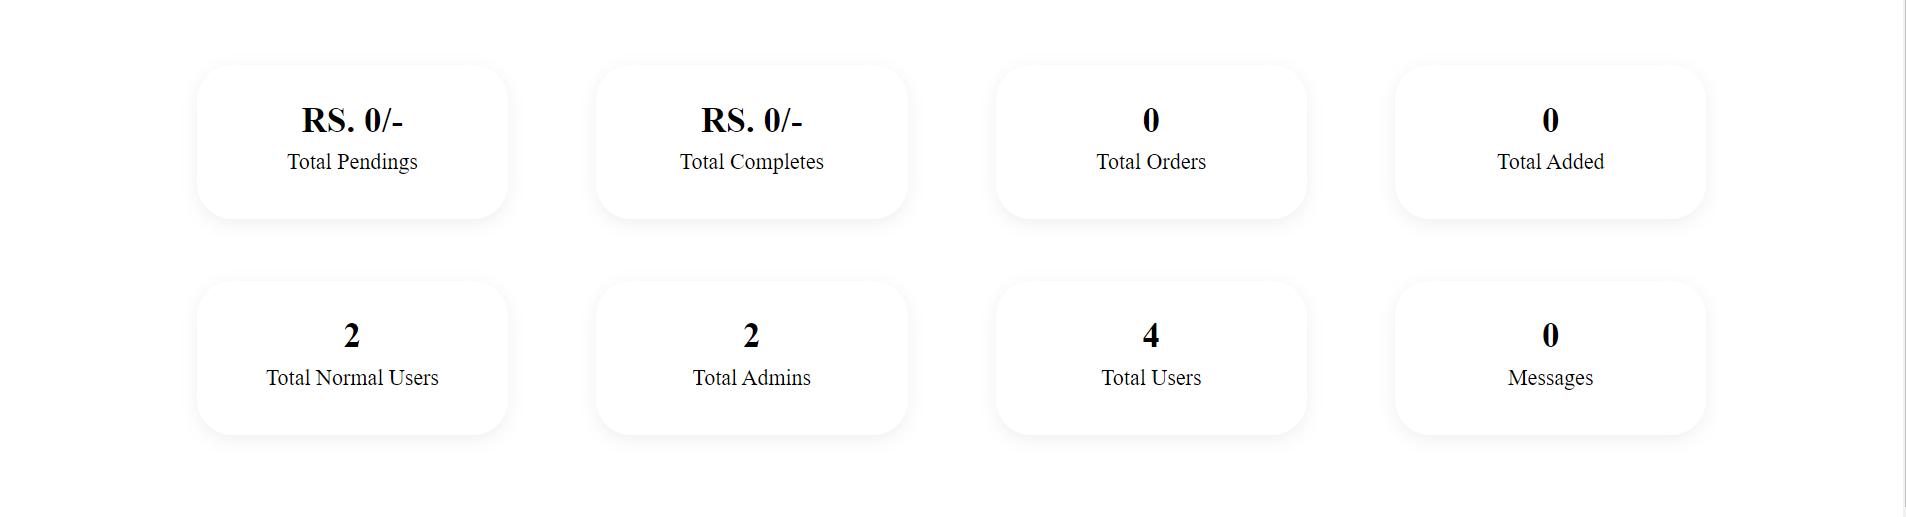 RS. 0/-
Total Pendings
RS. 0/-
Total Completes
0
Total Orders
0
Total Added
2
Total Normal Users
2
Total Admins
4
Total Users
0
Messages